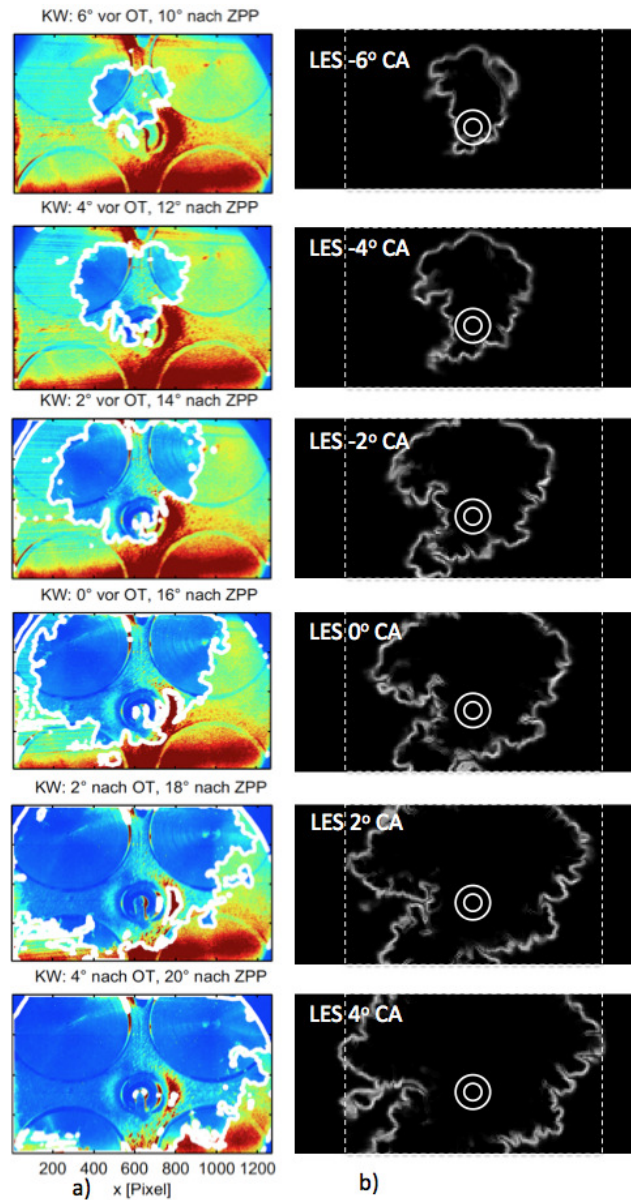 KW: 6° vor OT, 10° nach ZPP
LES -6° CA
KW: 4° vor OT, 12° nach ZPP
LES -4° CA
KW: 2° vor OT, 14° nach ZPP
LES -2° CA
KW: 0° vor OT, 16° nach ZPP
LES 0° CA
KW: 2° nach OT, 18° nach ZPP
LES 2° CA
KW: 4° nach OT, 20° nach ZPP
LES 4° CA
200 400 600 800 1000 1200
a) x [Pixel] b)